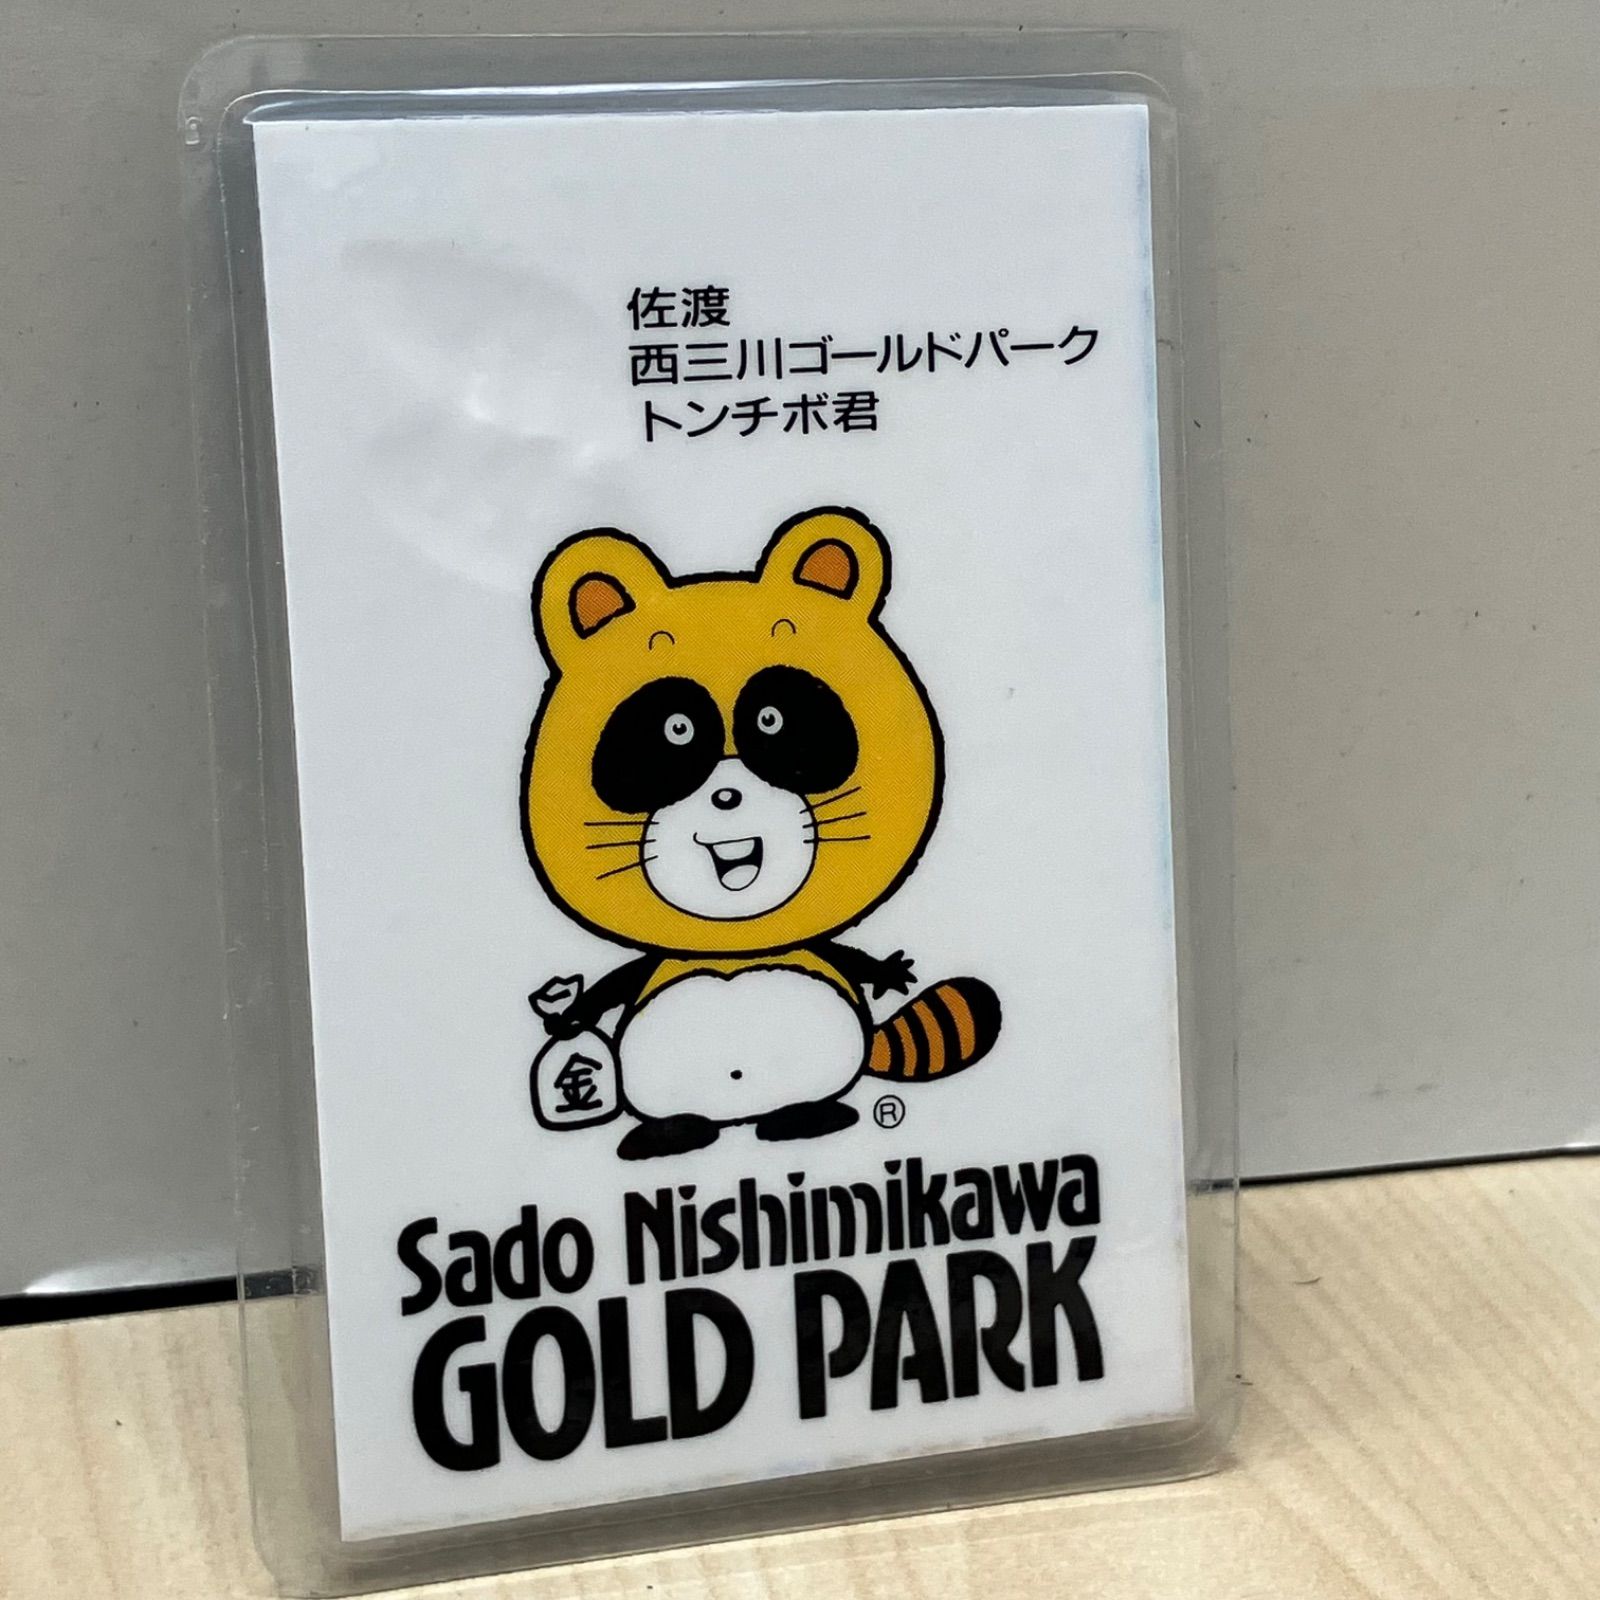 佐渡
西三川ゴールドパーク
トンチボ君
金
®
Sado Nishimikawa
GOLD PARK